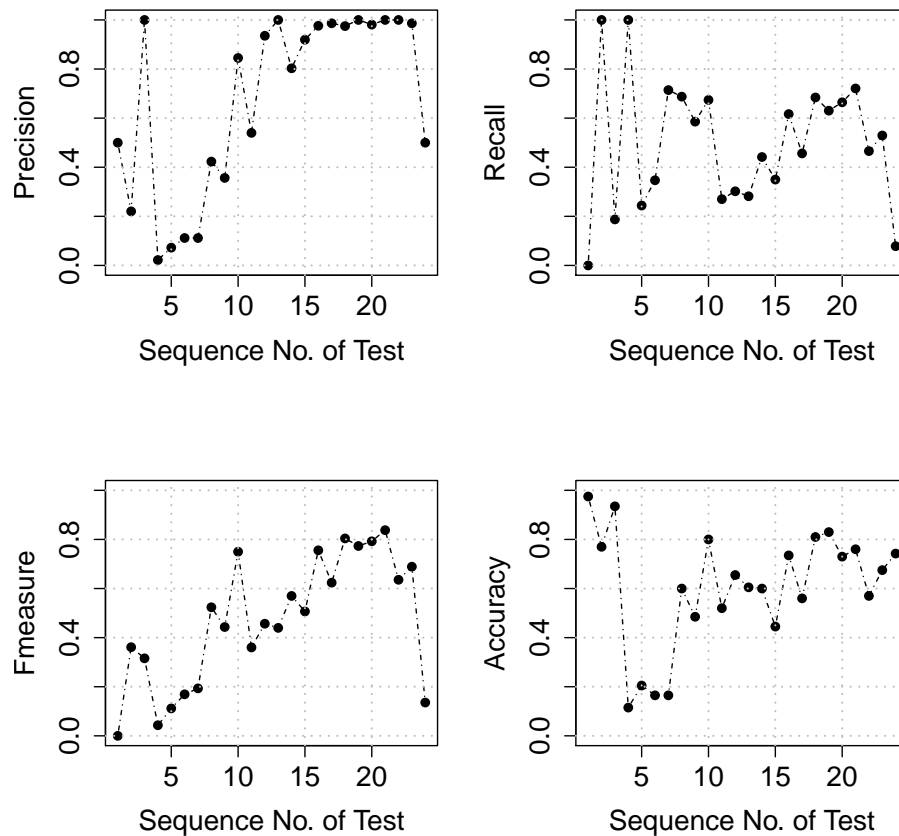 Precision
0.0 0.4 0.8
5 10 15 20
Sequence No. of Test
Recall
0.0 0.4 0.8
5 10 15 20
Sequence No. of Test
Fmeasure
0.0 0.4 0.8
5 10 15 20
Sequence No. of Test
Accuracy
0.0 0.4 0.8
5 10 15 20
Sequence No. of Test